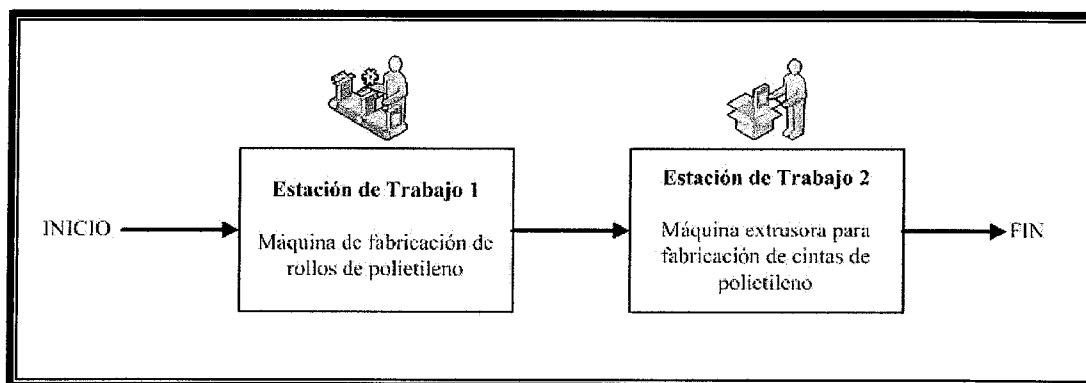 Estación de Trabajo 1
Máquina de fabricación de
rollos de polietileno
Estación de Trabajo 2
Máquina extrusora para
fabricación de cintas de
polietileno
INICIO
FIN